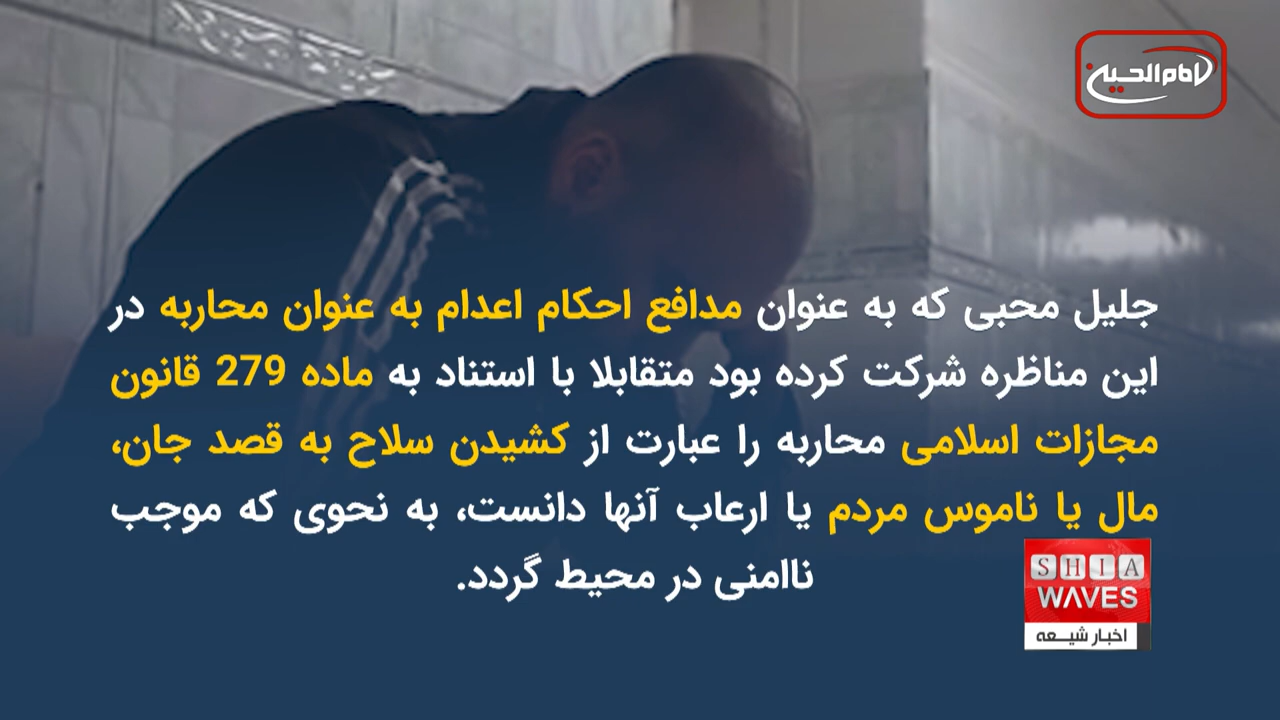 امام الحسین
جلیل محبی که به عنوان مدافع احکام اعدام به عنوان محاربه در
این مناظره شرکت کرده بود متقابلا با استناد به ماده 279 قانون
مجازات اسلامی محاربه را عبارت از کشیدن سلاح به قصد جان،
مال یا ناموس مردم یا ارعاب آنها دانست، به نحوی که موجب
ناامنی در محیط گردد.
SHIA
WAVES
اخبار شیعه